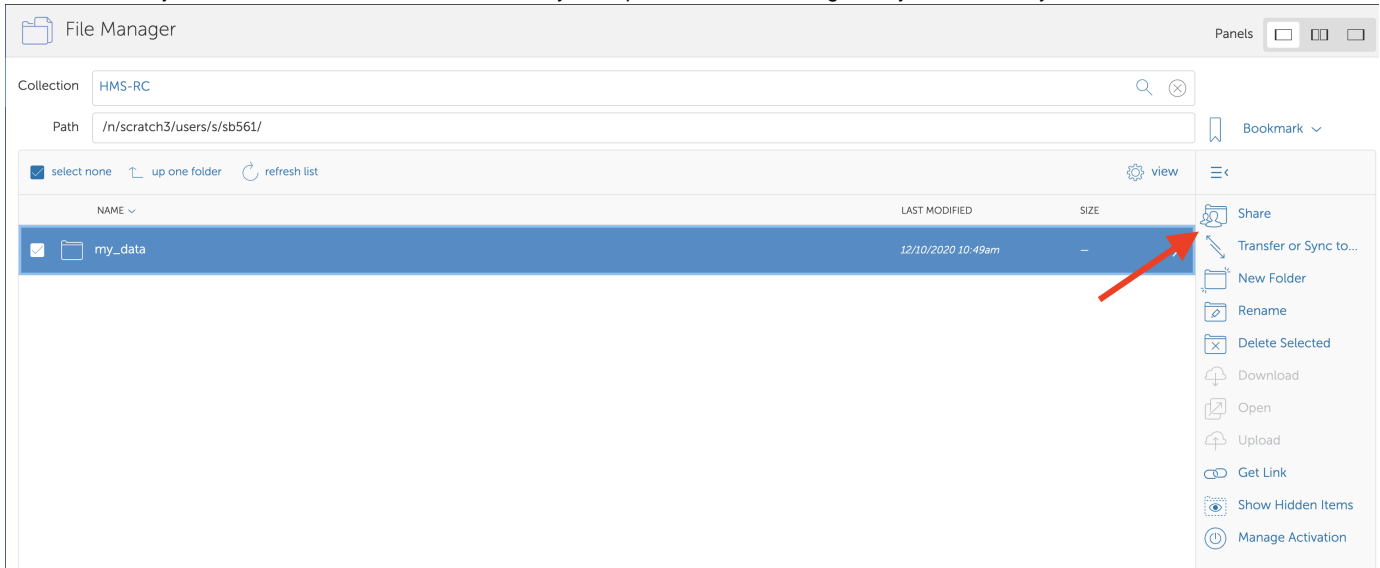 File Manager
Panels
Collection HMS-RC
Path /n/scratch3/users/s/sb561/
Bookmark
select none up one folder refresh list view
NAME LAST MODIFIED SIZE
my_data 12/10/2020 10:49am –
Share
Transfer or Sync to...
New Folder
Rename
Delete Selected
Download
Open
Upload
Get Link
Show Hidden Items
Manage Activation